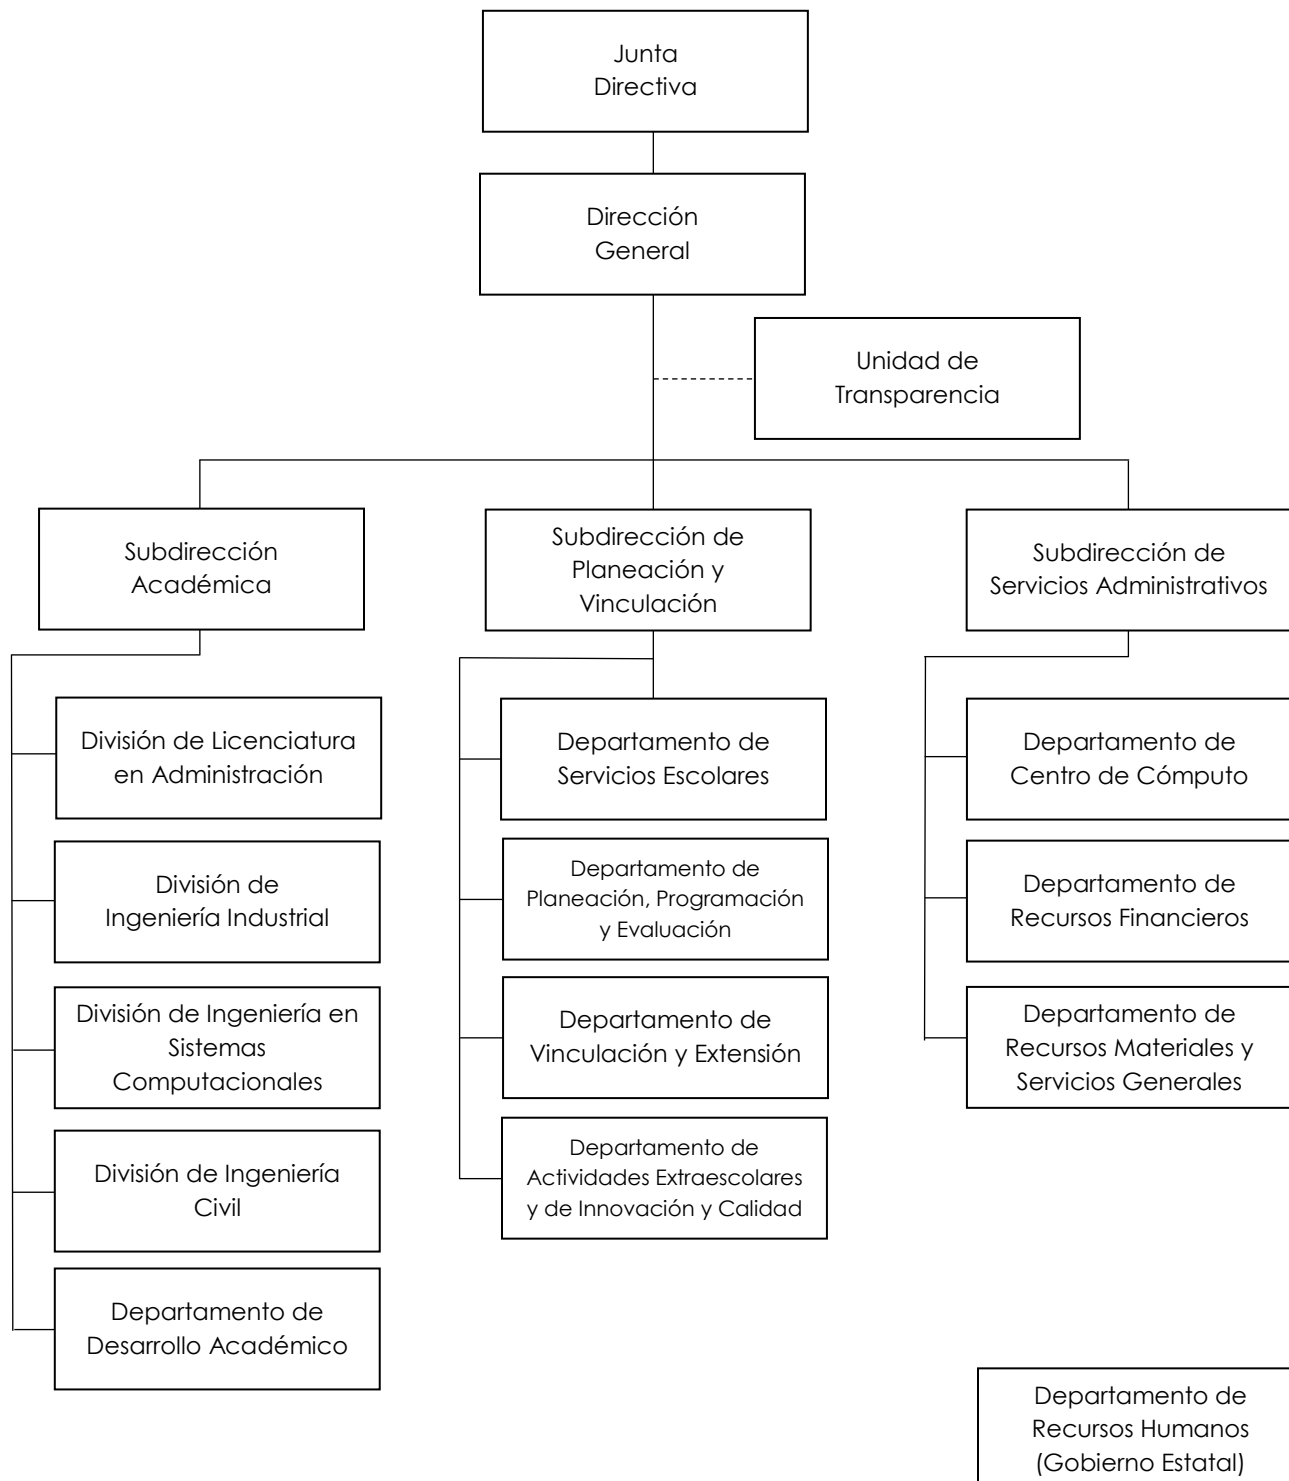 Junta
Directiva
Dirección
General
Unidad de
Transparencia
Subdirección
Académica
Subdirección de
Planeación y
Vinculación
Subdirección de
Servicios Administrativos
División de Licenciatura
en Administración
División de
Ingeniería Industrial
División de Ingeniería en
Sistemas
Computacionales
División de Ingeniería
Civil
Departamento de
Desarrollo Académico
Departamento de
Servicios Escolares
Departamento de
Planeación, Programación
y Evaluación
Departamento de
Vinculación y Extensión
Departamento de
Actividades Extraescolares
y de Innovación y Calidad
Departamento de
Centro de Cómputo
Departamento de
Recursos Financieros
Departamento de
Recursos Materiales y
Servicios Generales
Departamento de
Recursos Humanos
(Gobierno Estatal)